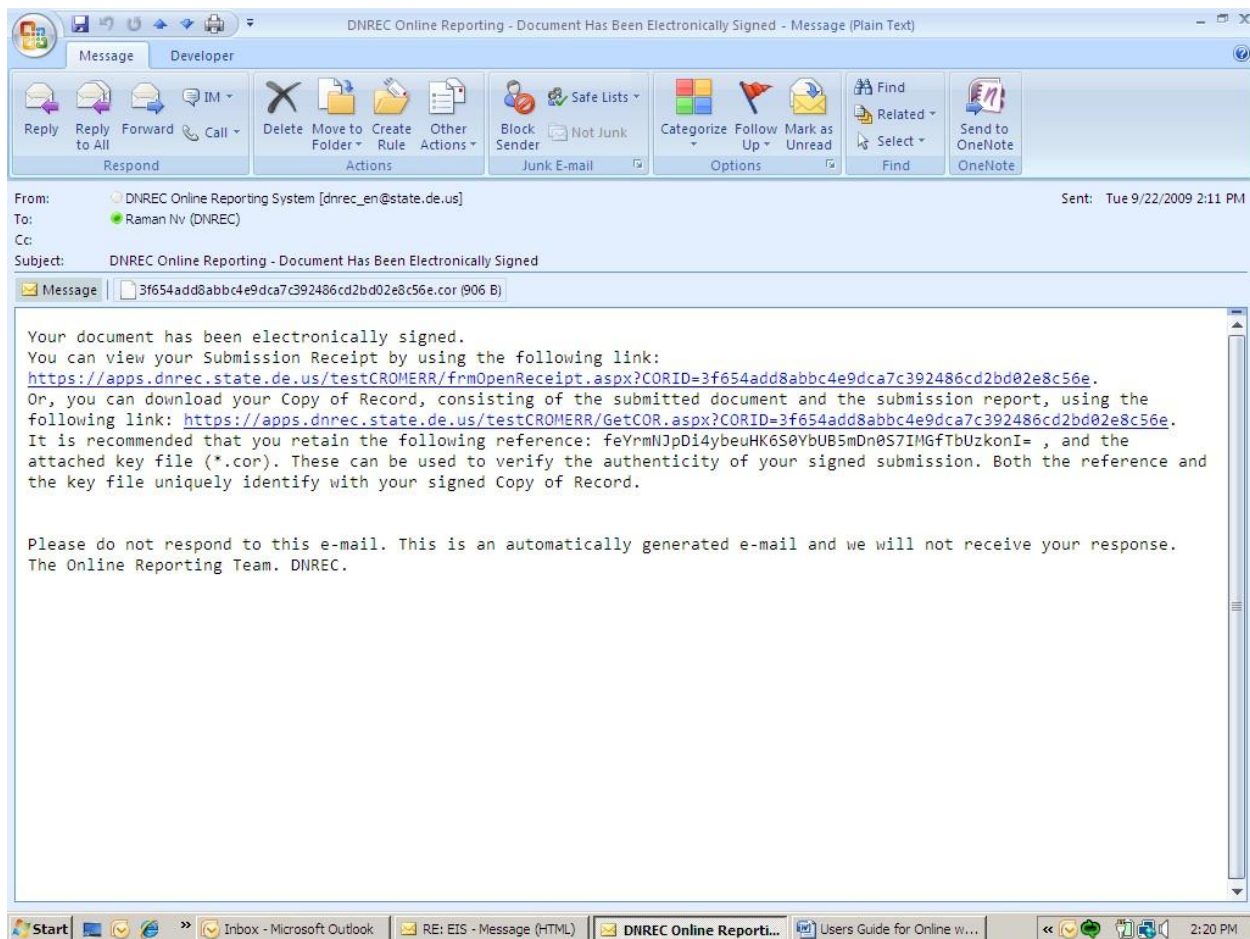 DNREC Online Reporting - Document Has Been Electronically Signed - Message (Plain Text)
Message Developer
Reply
Reply to All
Forward
IM
Call
Respond
Delete
Move to Folder
Create Rule
Other Actions
Actions
Block Sender
Safe Lists
Not Junk
Junk E-mail
Categorize
Follow Up
Mark as Unread
Options
Find
Related
Select
Find
Send to OneNote
OneNote
From: DNREC Online Reporting System [dnrec_en@state.de.us] Sent: Tue 9/22/2009 2:11 PM
To: Raman Nv (DNREC)
Cc:
Subject: DNREC Online Reporting - Document Has Been Electronically Signed
Message 3f654add8abbc4e9dca7c392486cd2bd02e8c56e.cor (906 B)
Your document has been electronically signed.
You can view your Submission Receipt by using the following link:
https://apps.dnrec.state.de.us/testCROMERR/frmOpenReceipt.aspx?CORID=3f654add8abbc4e9dca7c392486cd2bd02e8c56e.
Or, you can download your Copy of Record, consisting of the submitted document and the submission report, using the
following link: https://apps.dnrec.state.de.us/testCROMERR/GetCOR.aspx?CORID=3f654add8abbc4e9dca7c392486cd2bd02e8c56e.
It is recommended that you retain the following reference: feYrmNJpDi4ybeuHK6S0YbUB5mDn0S7IMGfTbUzkonI= , and the
attached key file (*.cor). These can be used to verify the authenticity of your signed submission. Both the reference and
the key file uniquely identify with your signed Copy of Record.
Please do not respond to this e-mail. This is an automatically generated e-mail and we will not receive your response.
The Online Reporting Team. DNREC.
Start » Inbox - Microsoft Outlook RE: EIS - Message (HTML) DNREC Online Reporti... Users Guide for Online w... « 2:20 PM